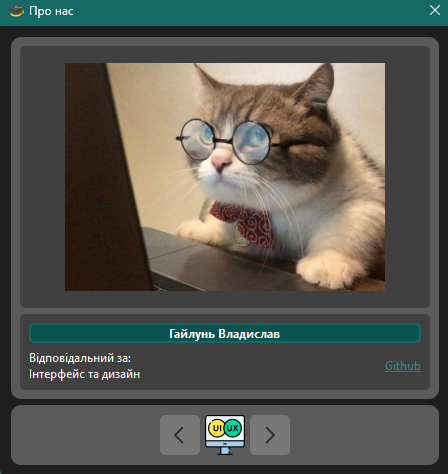 Про нас
Гайлунь Владислав
Відповідальний за:
Інтерфейс та дизайн
Github
UI UX